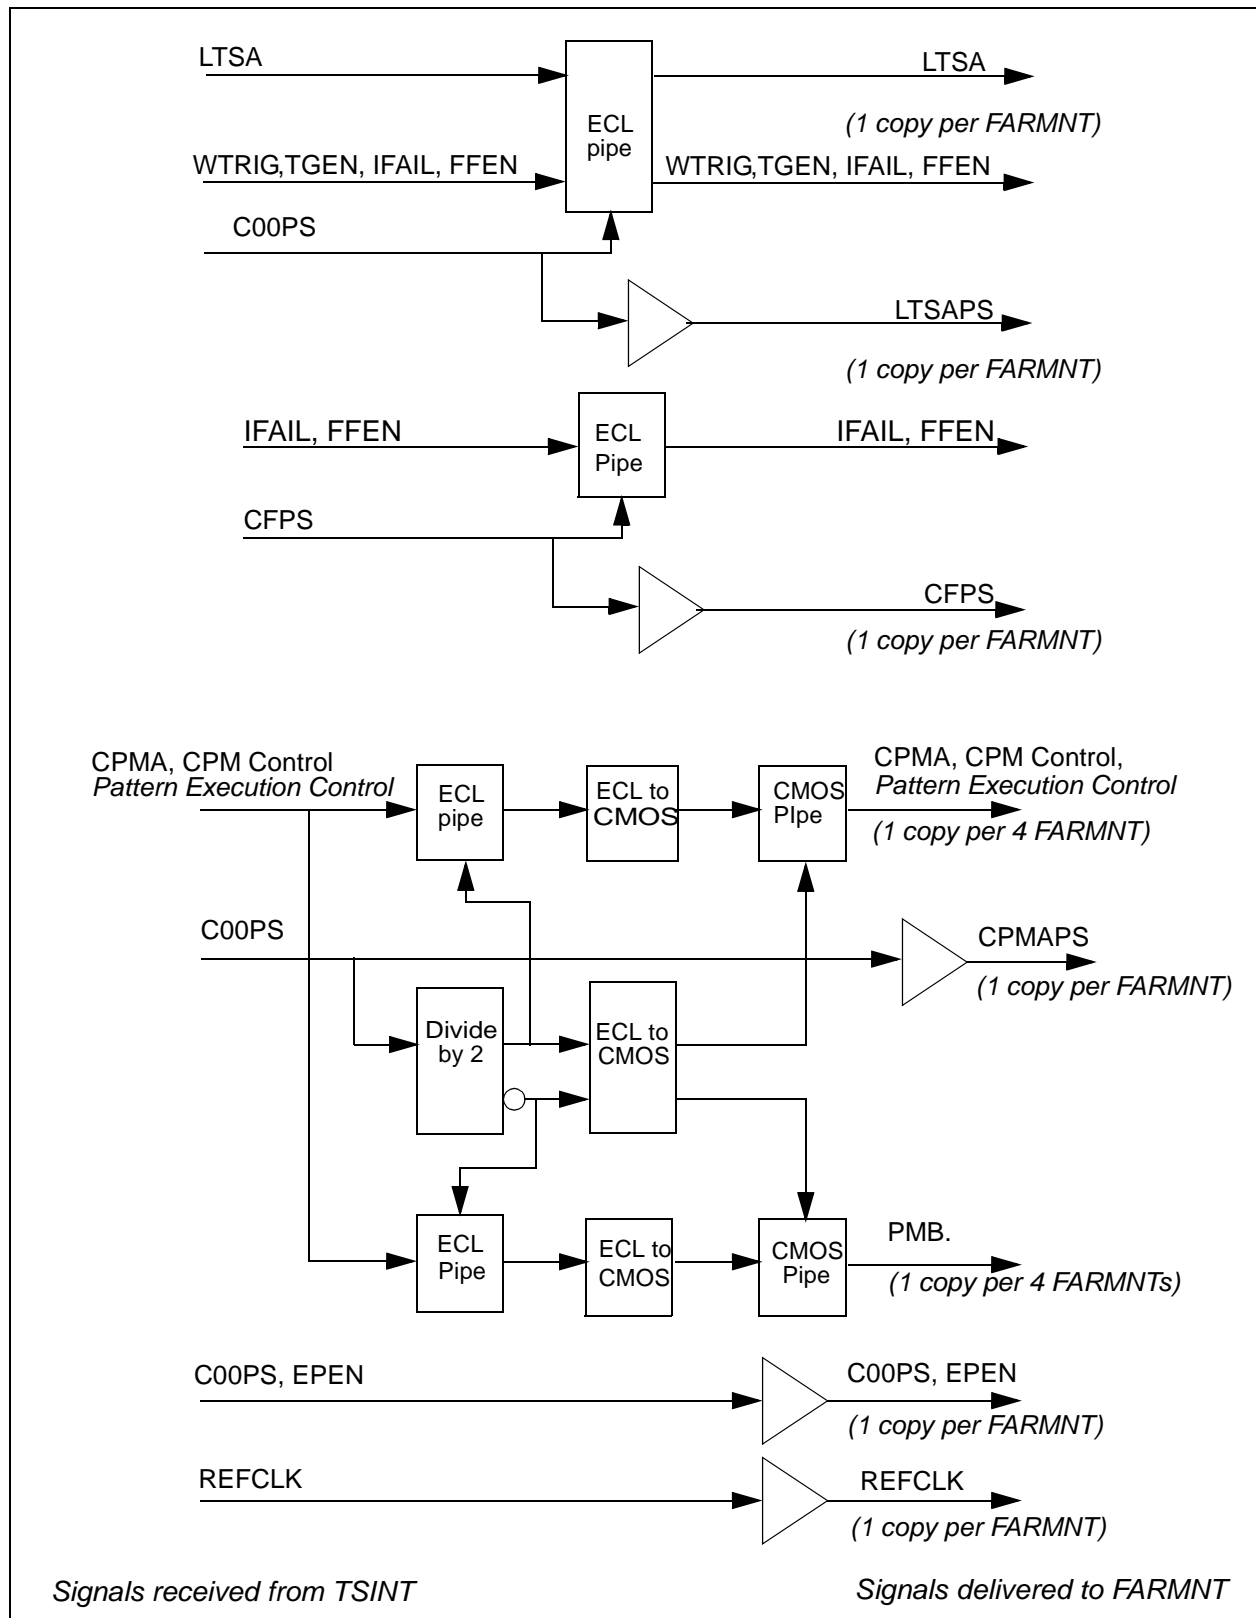 LTSA
LTSA
(1 copy per FARMNT)
ECL
pipe
WTRIG,TGEN, IFAIL, FFEN
WTRIG,TGEN, IFAIL, FFEN
C00PS
LTSAPS
(1 copy per FARMNT)
IFAIL, FFEN
ECL
Pipe
IFAIL, FFEN
CFPS
CFPS
(1 copy per FARMNT)
CPMA, CPM Control
Pattern Execution Control
ECL
pipe
ECL to
CMOS
CMOS
PIpe
CPMA, CPM Control,
Pattern Execution Control
(1 copy per 4 FARMNT)
C00PS
CPMAPS
(1 copy per FARMNT)
Divide
by 2
ECL to
CMOS
ECL
Pipe
ECL to
CMOS
CMOS
Pipe
PMB.
(1 copy per 4 FARMNTs)
C00PS, EPEN
C00PS, EPEN
(1 copy per FARMNT)
REFCLK
REFCLK
(1 copy per FARMNT)
Signals received from TSINT
Signals delivered to FARMNT